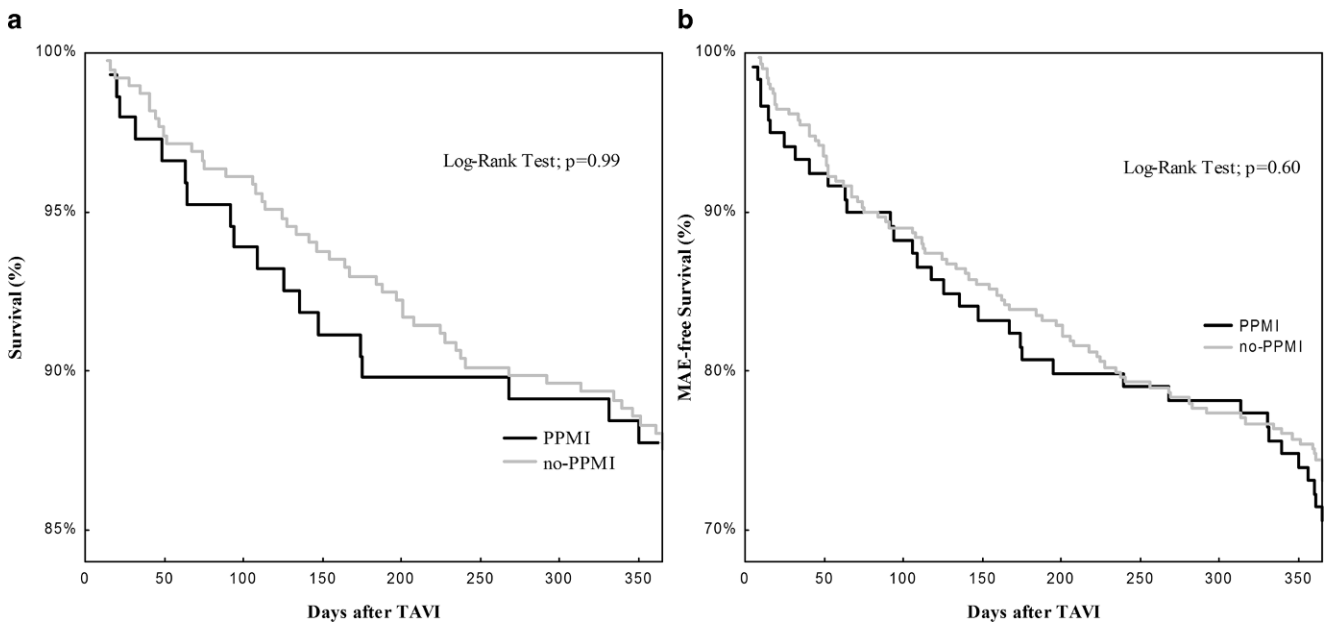 a
100%
95%
90%
85%
Survival (%)
Log-Rank Test; p=0.99
PPMI
no-PPMI
0 50 100 150 200 250 300 350
Days after TAVI
b
100%
90%
80%
70%
MAE-free Survival (%)
Log-Rank Test; p=0.60
PPMI
no-PPMI
0 50 100 150 200 250 300 350
Days after TAVI